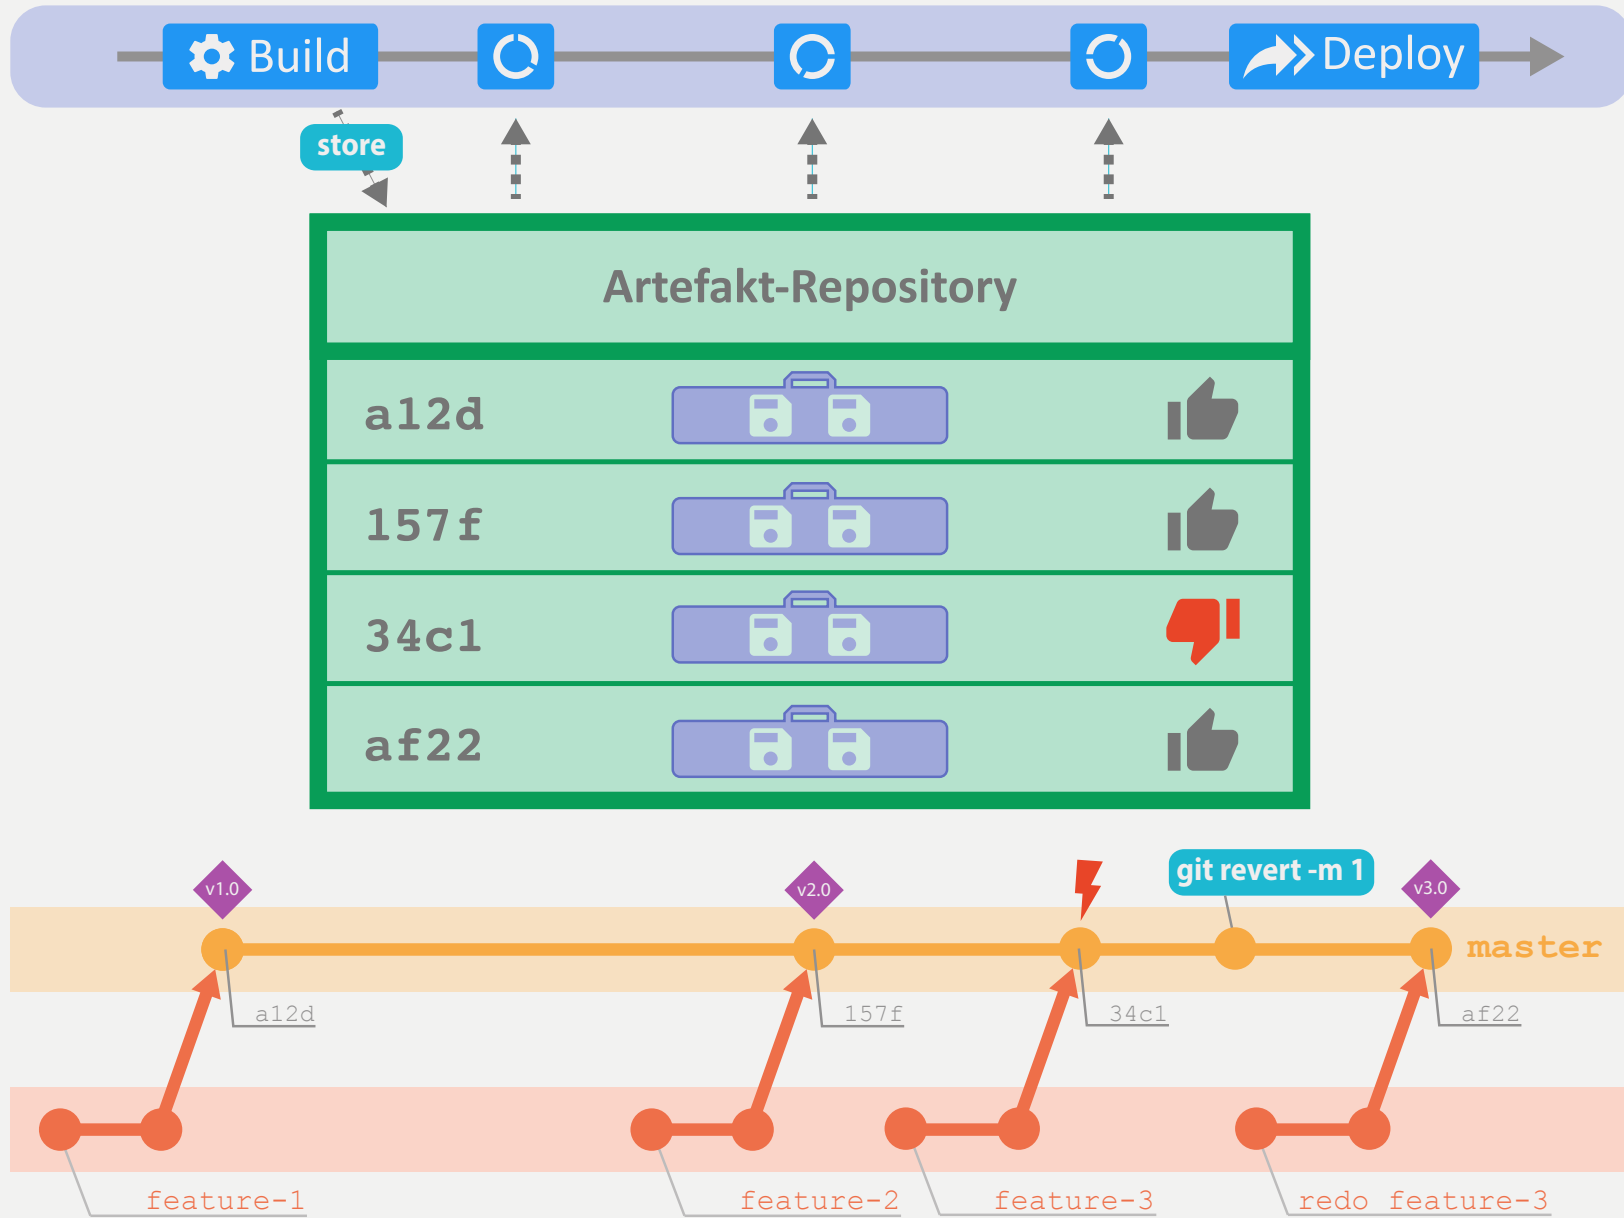 Build
Deploy
store
Artefakt-Repository
a12d
157f
34c1
af22
v1.0
v2.0
git revert -m 1
v3.0
master
a12d
157f
34c1
af22
feature-1
feature-2
feature-3
redo feature-3